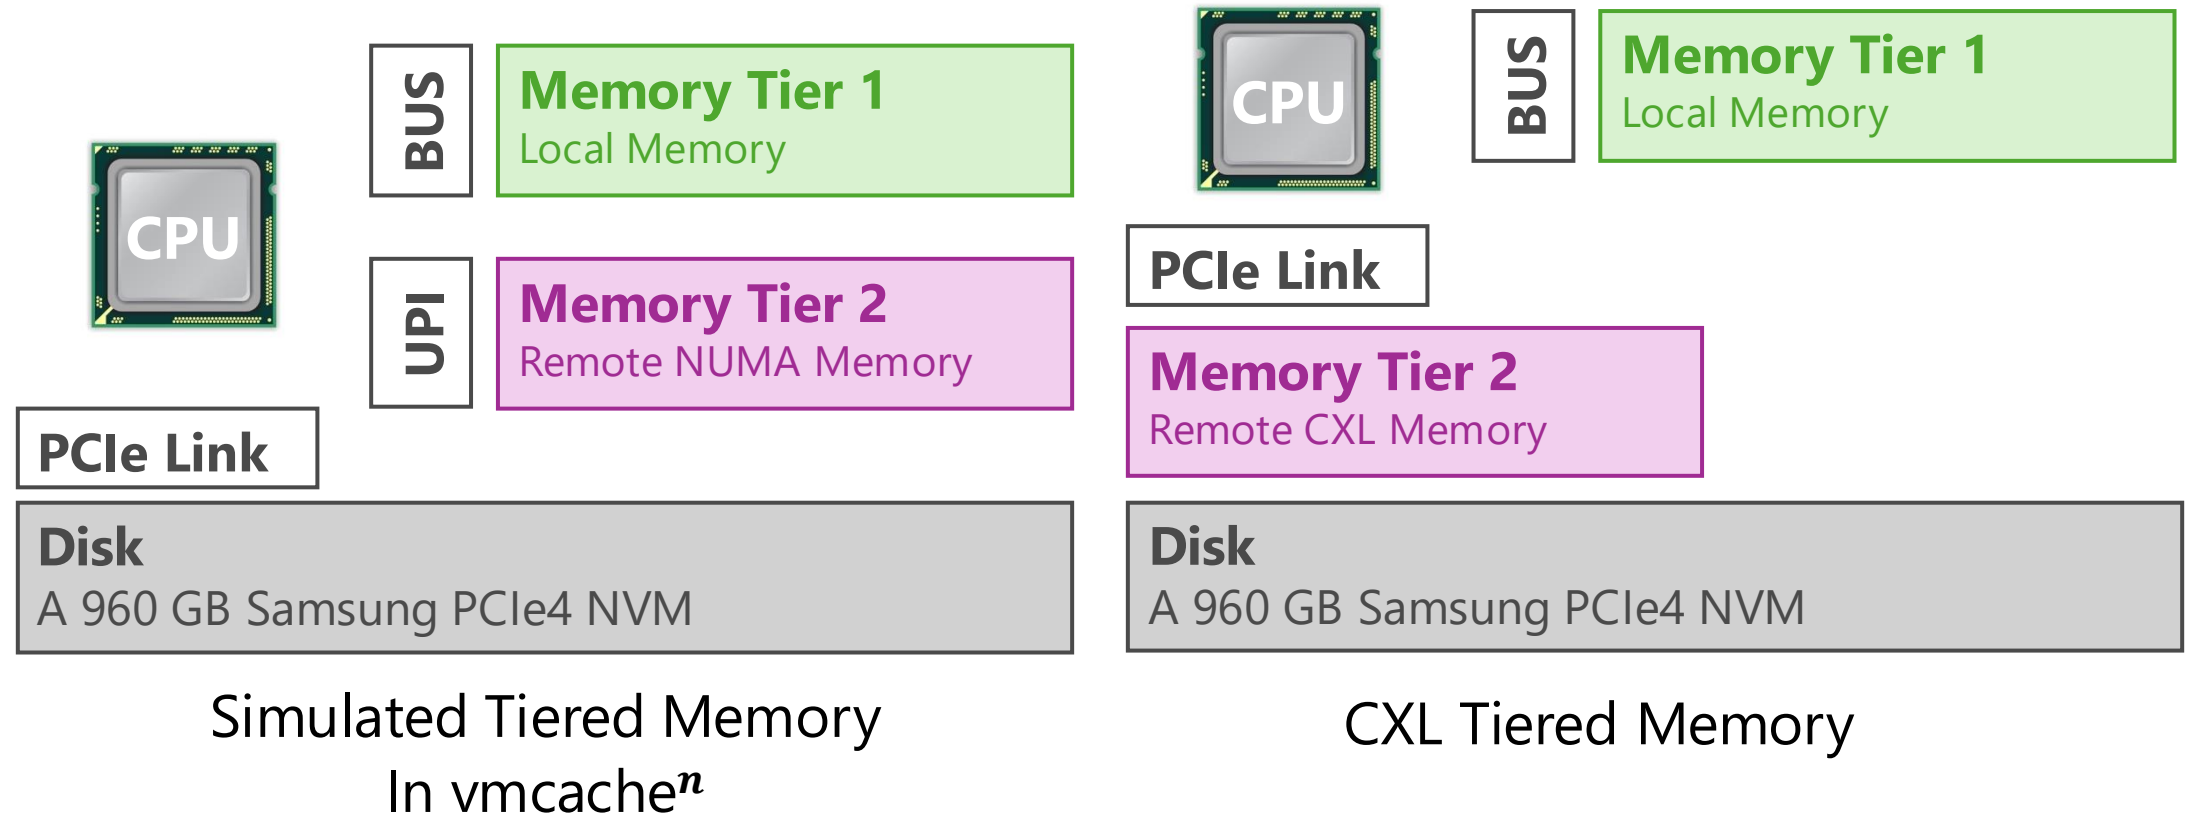 CPU
BUS
Memory Tier 1
Local Memory
UPI
Memory Tier 2
Remote NUMA Memory
PCIe Link
Disk
A 960 GB Samsung PCIe4 NVM
Simulated Tiered Memory
In vmcacheⁿ
CPU
BUS
Memory Tier 1
Local Memory
PCIe Link
Memory Tier 2
Remote CXL Memory
Disk
A 960 GB Samsung PCIe4 NVM
CXL Tiered Memory